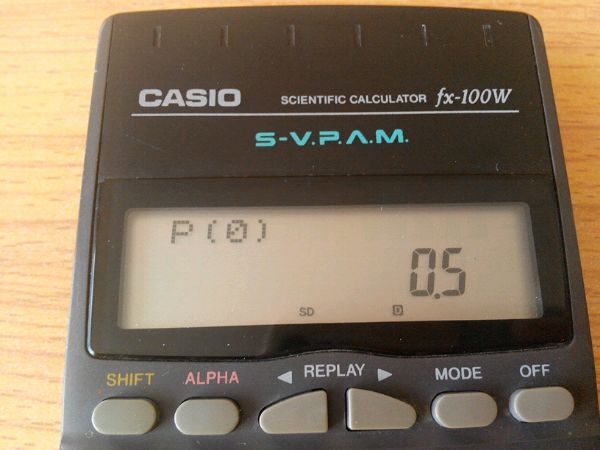 CASIO SCIENTIFIC CALCULATOR fx-100W
S-V.P.A.M.
P(0)
0.5
SD D
SHIFT ALPHA ◀ REPLAY ▶ MODE OFF